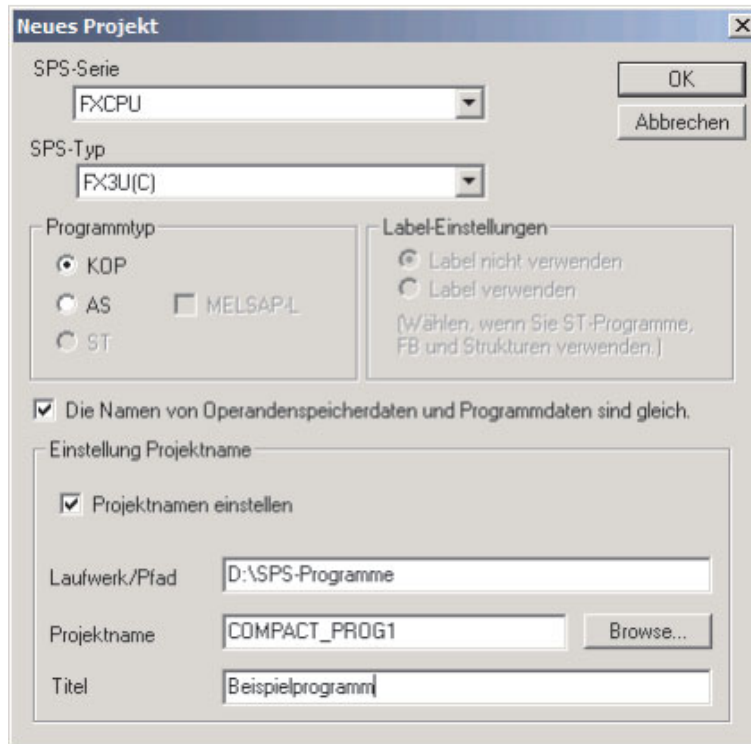 Neues Projekt
SPS-Serie
FXCPU
OK
Abbrechen
SPS-Typ
FX3U(C)
Programmtyp
KOP
AS
MELSAP-L
ST
Label-Einstellungen
Label nicht verwenden
Label verwenden
(Wählen, wenn Sie ST-Programme,
FB und Strukturen verwenden.)
Die Namen von Operandenspeicherdaten und Programmdaten sind gleich.
Einstellung Projektname
Projektnamen einstellen
Laufwerk/Pfad
D:\SPS-Programme
Projektname
COMPACT_PROG1
Browse...
Titel
Beispielprogramm